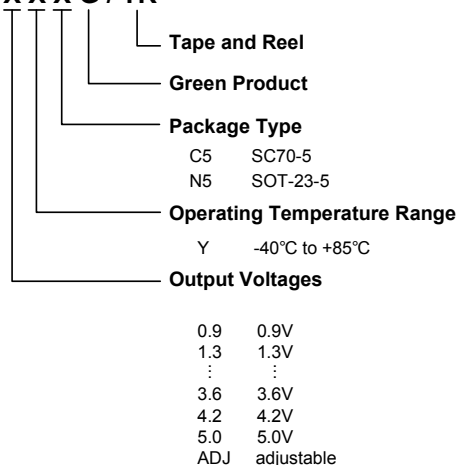 Tape and Reel
Green Product
Package Type
C5 SC70-5
N5 SOT-23-5
Operating Temperature Range
Y -40℃ to +85℃
Output Voltages
0.9 0.9V
1.3 1.3V
⋮ ⋮
3.6 3.6V
4.2 4.2V
5.0 5.0V
ADJ adjustable